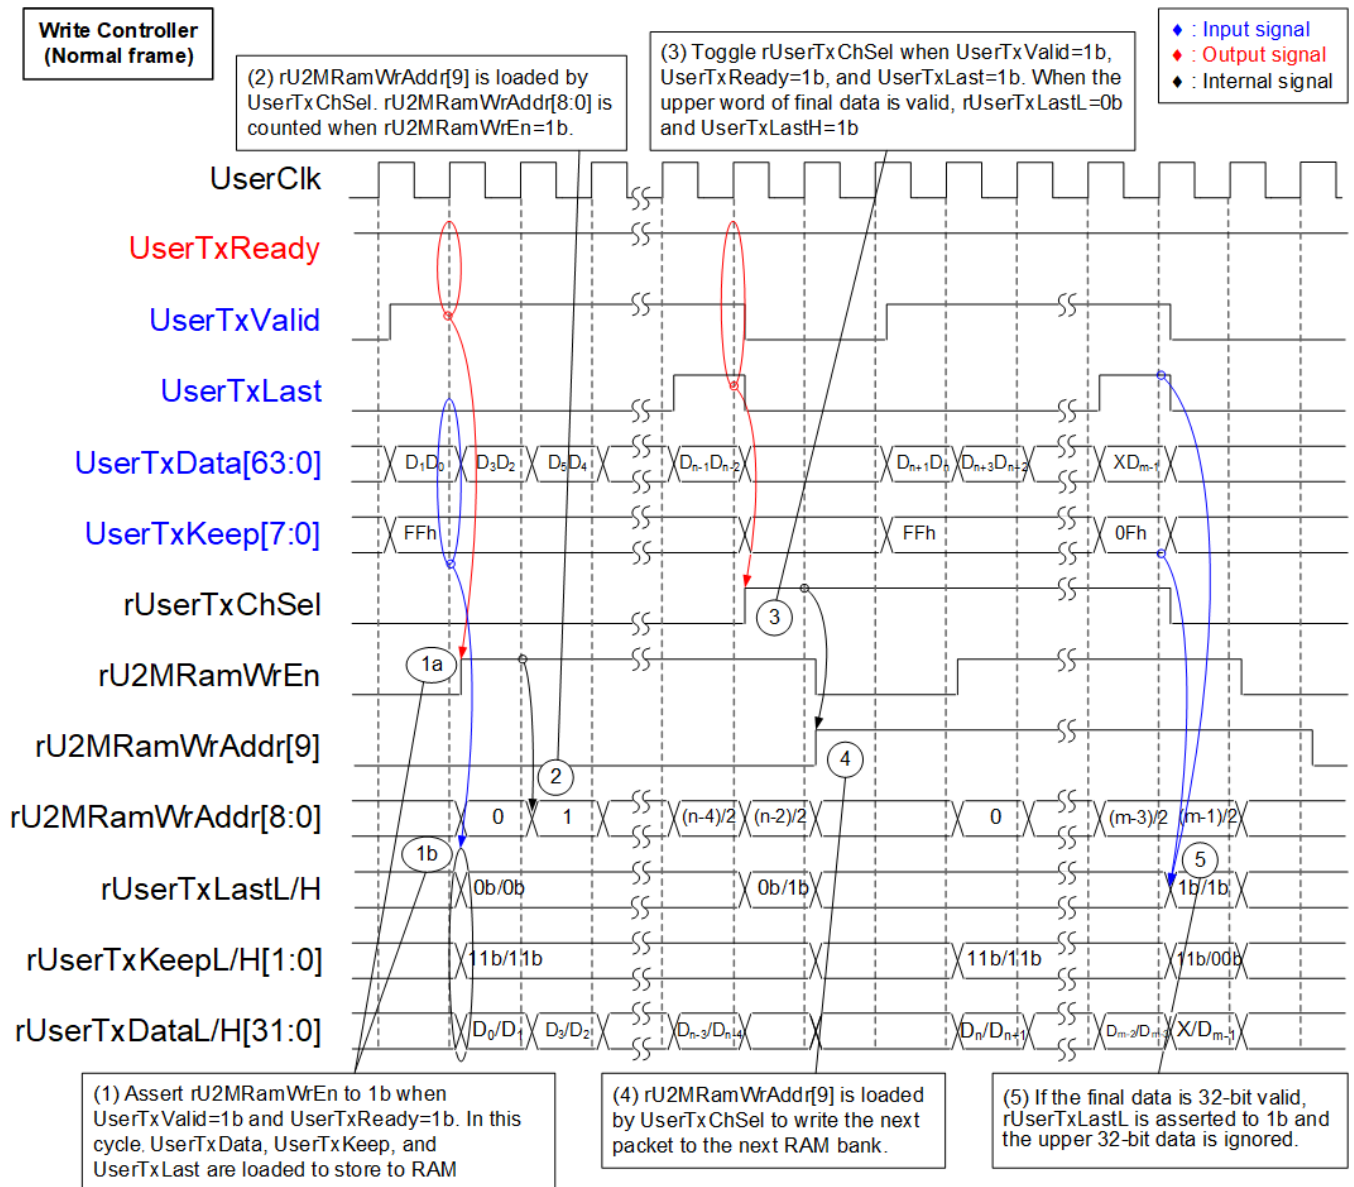 Write Controller
(Normal frame)
(2) rU2MRamWrAddr[9] is loaded by
UserTxChSel. rU2MRamWrAddr[8:0] is
counted when rU2MRamWrEn=1b.
(3) Toggle rUserTxChSel when UserTxValid=1b,
UserTxReady=1b, and UserTxLast=1b. When the
upper word of final data is valid, rUserTxLastL=0b
and UserTxLastH=1b
♦ : Input signal
♦ : Output signal
♦ : Internal signal
UserClk
UserTxReady
UserTxValid
UserTxLast
UserTxData[63:0] D1D0 D3D2 D5D4 Dn-1Dn-2 Dn+1Dn Dn+3Dn+2 XDm-1
UserTxKeep[7:0] FFh FFh 0Fh
rUserTxChSel 3
1a
rU2MRamWrEn
rU2MRamWrAddr[9] 2 4
rU2MRamWrAddr[8:0] 0 1 (n-4)/2 (n-2)/2 0 (m-3)/2 (m-1)/2
1b 5
rUserTxLastL/H 0b/0b 0b/1b 1b/1b
rUserTxKeepL/H[1:0] 11b/11b 11b/11b 11b/00b
rUserTxDataL/H[31:0] D0/D1 D3/D2 Dn-3/Dn-4 Dn/Dn+1 Dm-2/Dm-3 X/Dm-1
(1) Assert rU2MRamWrEn to 1b when
UserTxValid=1b and UserTxReady=1b. In this
cycle, UserTxData, UserTxKeep, and
UserTxLast are loaded to store to RAM
(4) rU2MRamWrAddr[9] is loaded
by UserTxChSel to write the next
packet to the next RAM bank.
(5) If the final data is 32-bit valid,
rUserTxLastL is asserted to 1b and
the upper 32-bit data is ignored.